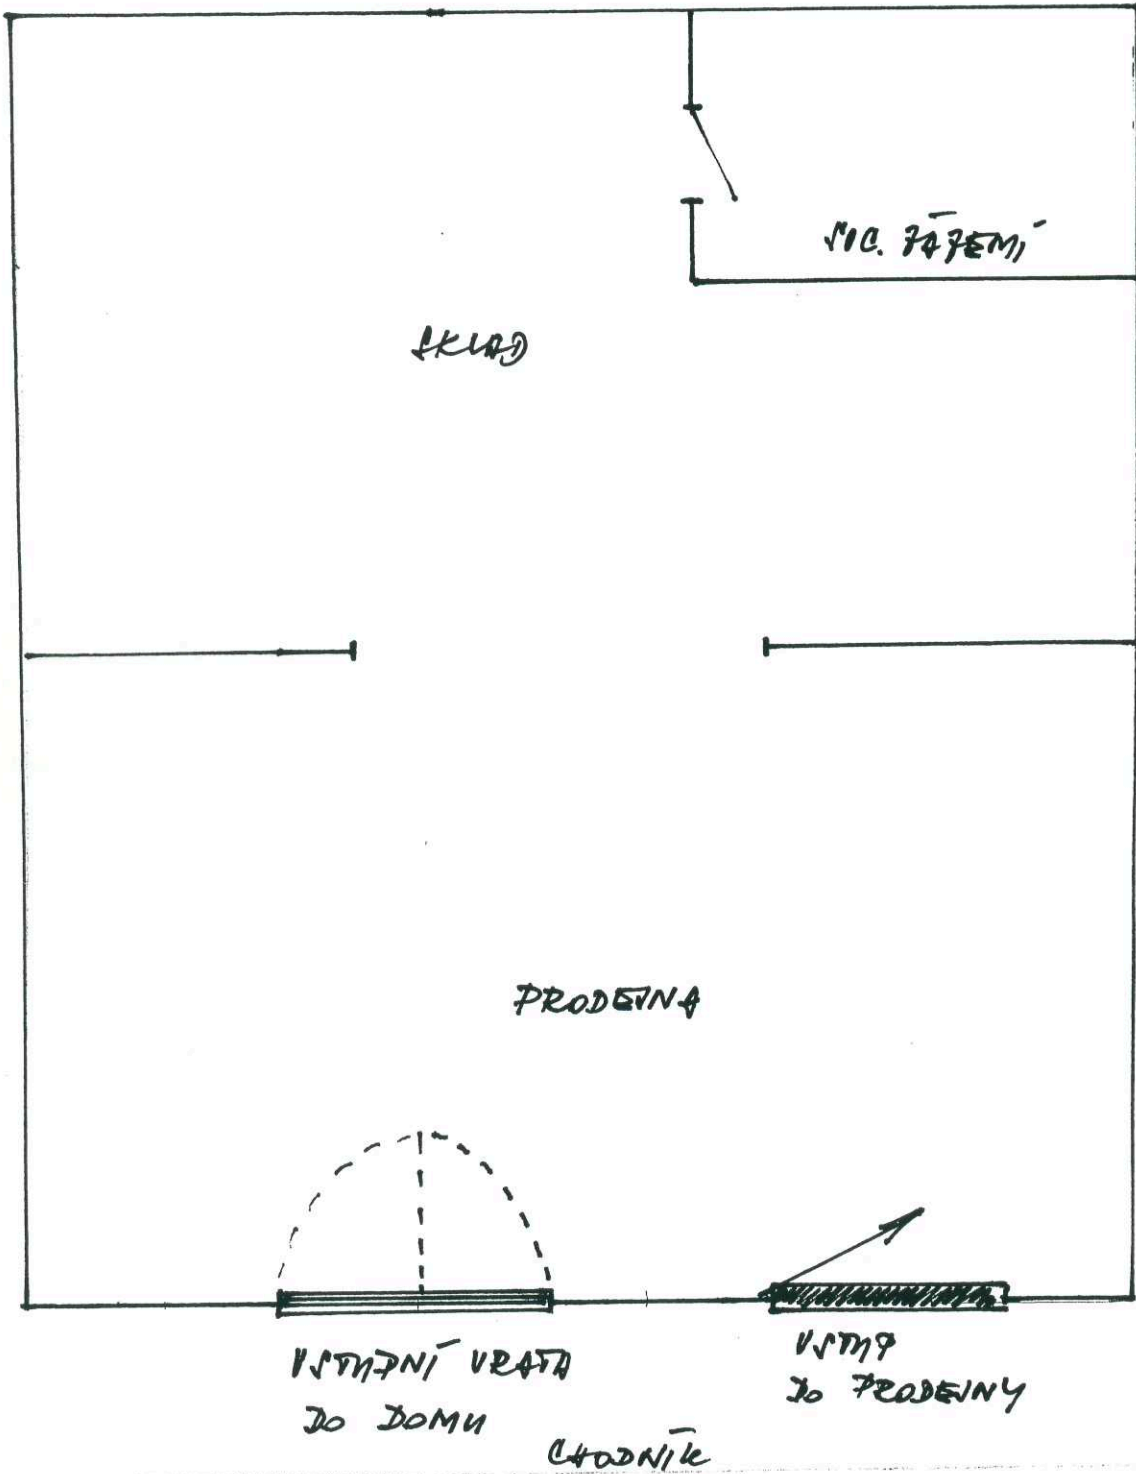 SOC. ZÁZEMÍ
SKLAD
PRODEJNA
VSTUPNÍ VRATA
DO DOMU
VSTUP
DO PRODEJNY
CHODNÍK